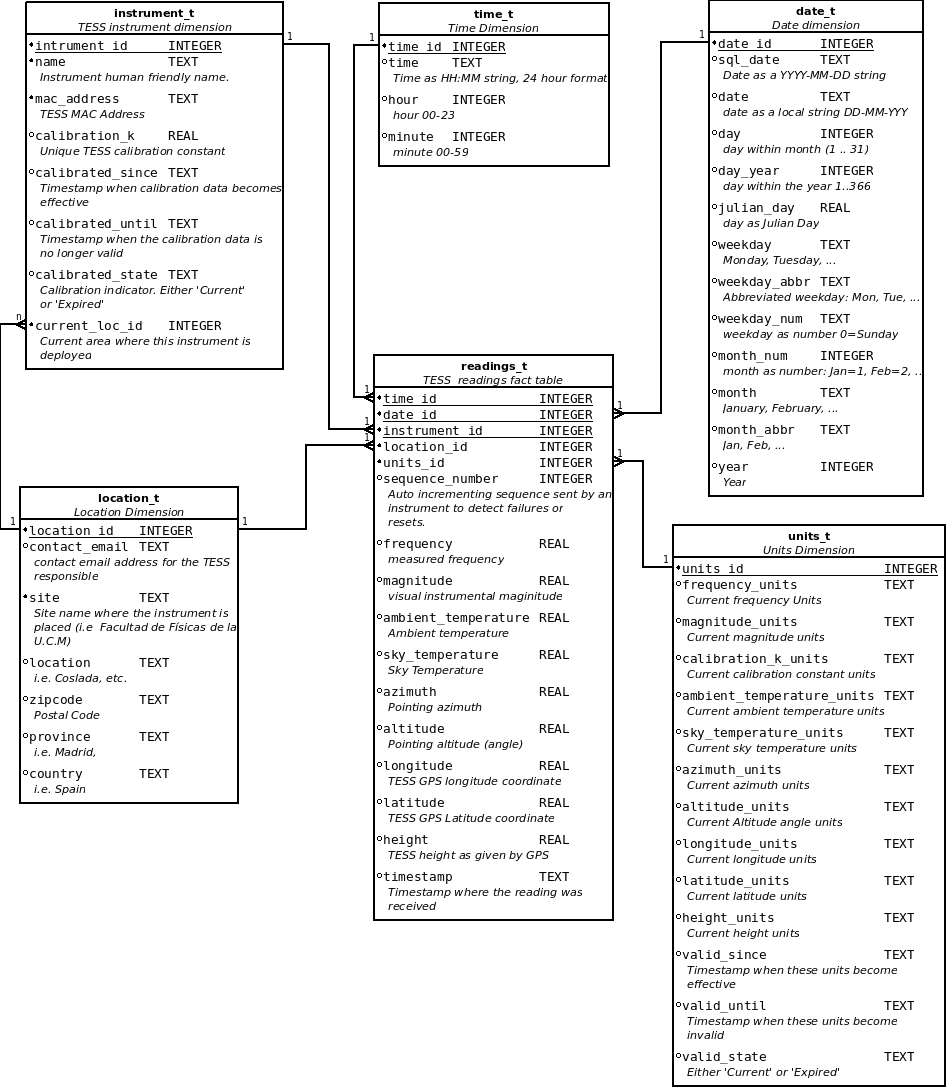 instrument_t
TESS instrument dimension
intrument_id INTEGER
name TEXT
Instrument human friendly name.
mac_address TEXT
TESS MAC Address
calibration_k REAL
Unique TESS calibration constant
calibrated_since TEXT
Timestamp when calibration data becomes
effective
calibrated_until TEXT
Timestamp when the calibration data is
no longer valid
calibrated_state TEXT
Calibration indicator. Either 'Current'
or 'Expired'
current_loc_id INTEGER
Current area where this instrument is
deployed
1
n
time_t
Time Dimension
time_id INTEGER
time TEXT
Time as HH:MM string, 24 hour format
hour INTEGER
hour 00-23
minute INTEGER
minute 00-59
1
date_t
Date dimension
date_id INTEGER
sql_date TEXT
Date as a YYYY-MM-DD string
date TEXT
date as a local string DD-MM-YYY
day INTEGER
day within month (1 .. 31)
day_year INTEGER
day within the year 1..366
julian_day REAL
day as Julian Day
weekday TEXT
Monday, Tuesday, ...
weekday_abbr TEXT
Abbreviated weekday: Mon, Tue, ...
weekday_num TEXT
weekday as number 0=Sunday
month_num INTEGER
month as number: Jan=1, Feb=2, ..
month TEXT
January, February, ...
month_abbr TEXT
Jan, Feb, ...
year INTEGER
Year
1
readings_t
TESS readings fact table
time_id INTEGER
date_id INTEGER
instrument_id INTEGER
location_id INTEGER
units_id INTEGER
sequence_number INTEGER
Auto incrementing sequence sent by an
instrument to detect failures or
resets.
frequency REAL
measured frequency
magnitude REAL
visual instrumental maginitude
ambient_temperature REAL
Ambient temperature
sky_temperature REAL
Sky Temperature
azimuth REAL
Pointing azimuth
altitude REAL
Pointing altitude (angle)
longitude REAL
TESS GPS longitude coordinate
latitude REAL
TESS GPS Latitude coordinate
height REAL
TESS height as given by GPS
timestamp TEXT
Timestamp where the reading was
received
1
1
1
1
1
location_t
Location Dimension
location_id INTEGER
contact_email TEXT
contact email address for the TESS
responsible
site TEXT
Site name where the instrument is
placed (i.e Facultad de Físicas de la
U.C.M)
location TEXT
i.e. Coslada, etc.
zipcode TEXT
Postal Code
province TEXT
i.e. Madrid,
country TEXT
i.e. Spain
1
1
units_t
Units Dimension
units_id INTEGER
frequency_units TEXT
Current frequency Units
magnitude_units TEXT
Current magnitude units
calibration_k_units TEXT
Current calibration constant units
ambient_temperature_units TEXT
Current ambient temperature units
sky_temperature_units TEXT
Current sky temperature units
azimuth_units TEXT
Current azimuth units
altitude_units TEXT
Current Altitude angle units
longitude_units TEXT
Current longitude units
latitude_units TEXT
Current latitude units
height_units TEXT
Current height units
valid_since TEXT
Timestamp when these units become
effective
valid_until TEXT
Timestamp when these units become
invalid
valid_state TEXT
Either 'Current' or 'Expired'
1